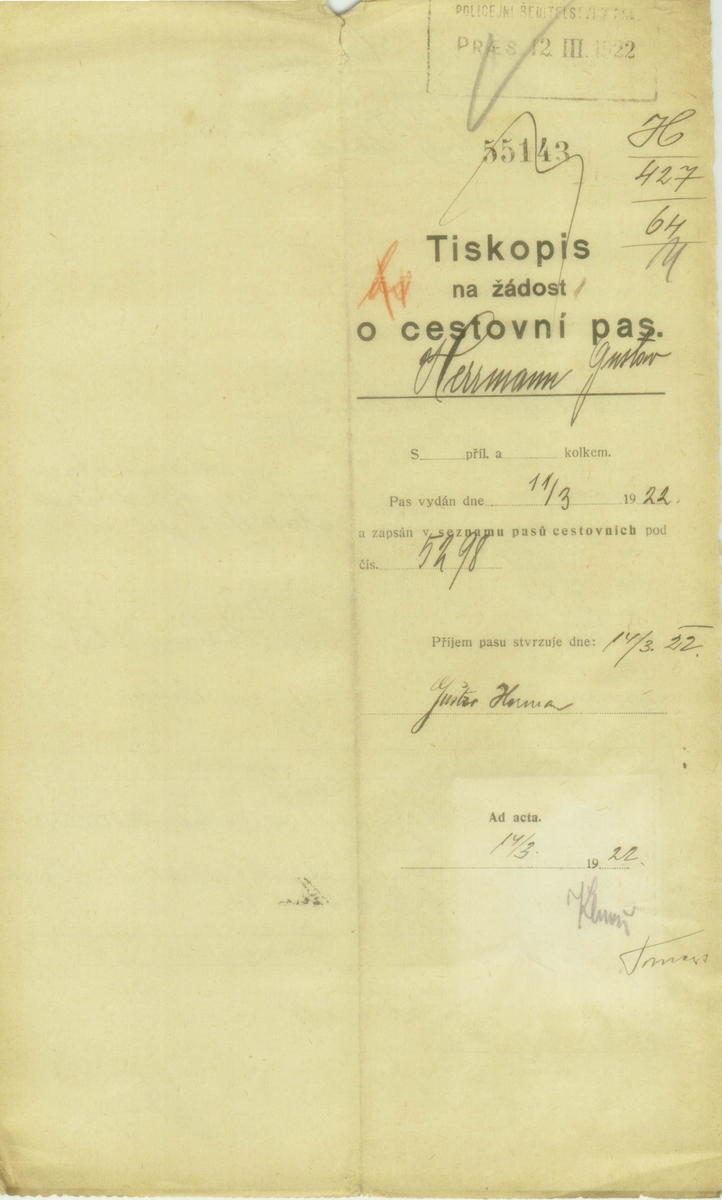 POLICEJNÍ ŘEDITELSTVÍ V
PRÆS 12 III. 1922
55143
H
427
64
Tiskopis
na žádost
o cestovní pas.
Herrmann Gustav
S příl. a kolkem.
Pas vydán dne 11/3 1922.
a zapsán v seznamu pasů cestovních pod
čís. 5298
Příjem pasu stvrzuje dne: 14/3. 22.
Gustav Herman
Ad acta.
14/3. 1922.